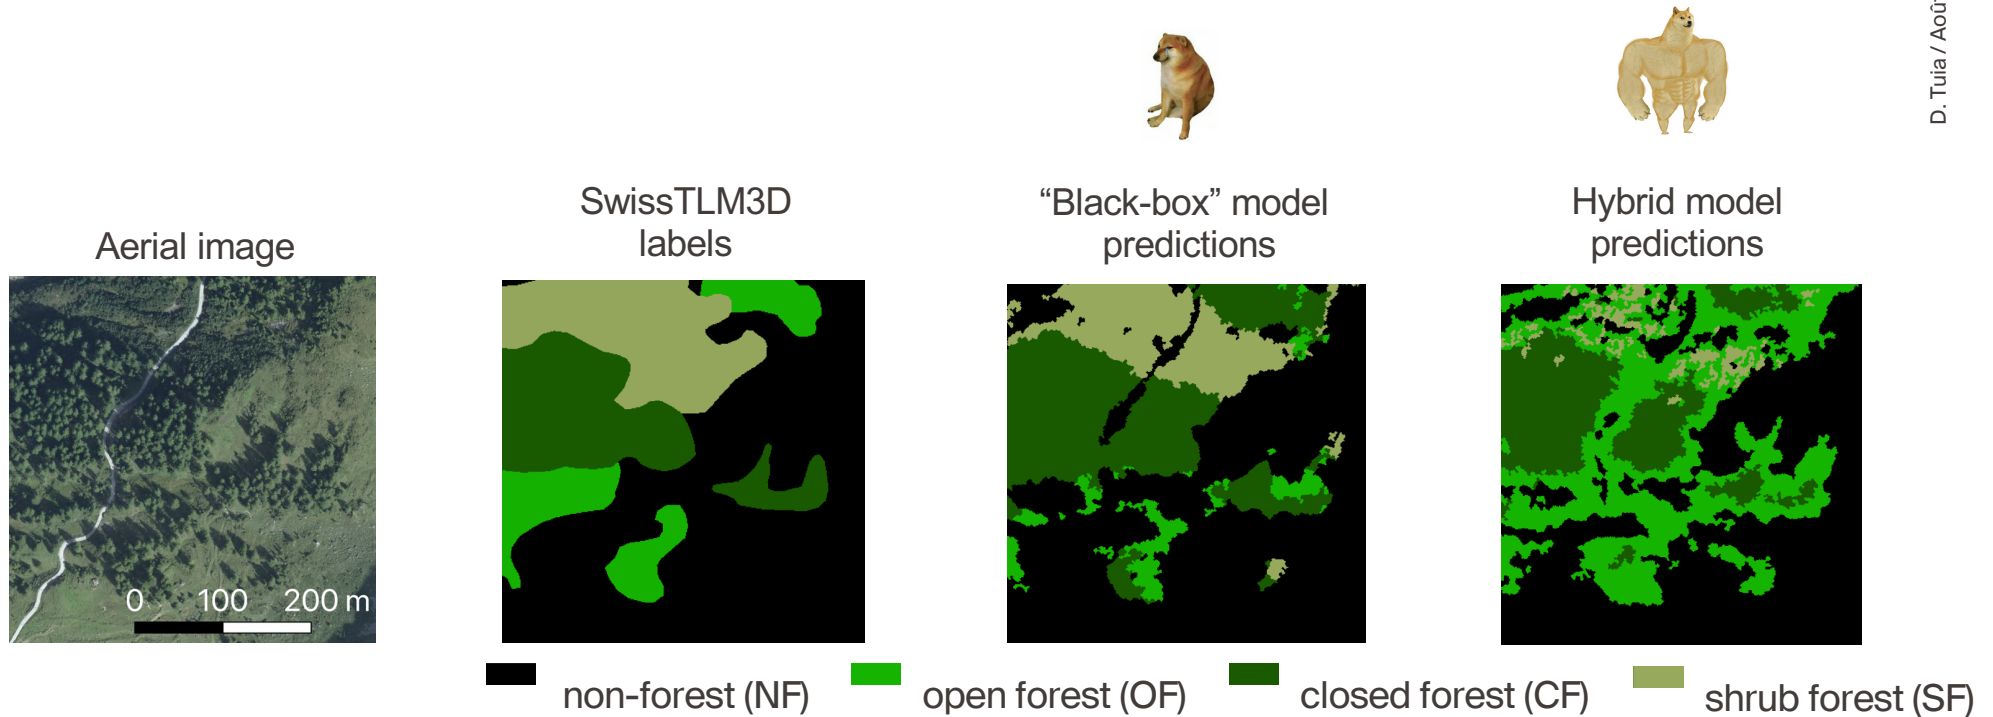 D. Tuia / Aoû
Aerial image
SwissTLM3D
labels
“Black-box” model
predictions
Hybrid model
predictions
0 100 200 m
non-forest (NF)
open forest (OF)
closed forest (CF)
shrub forest (SF)